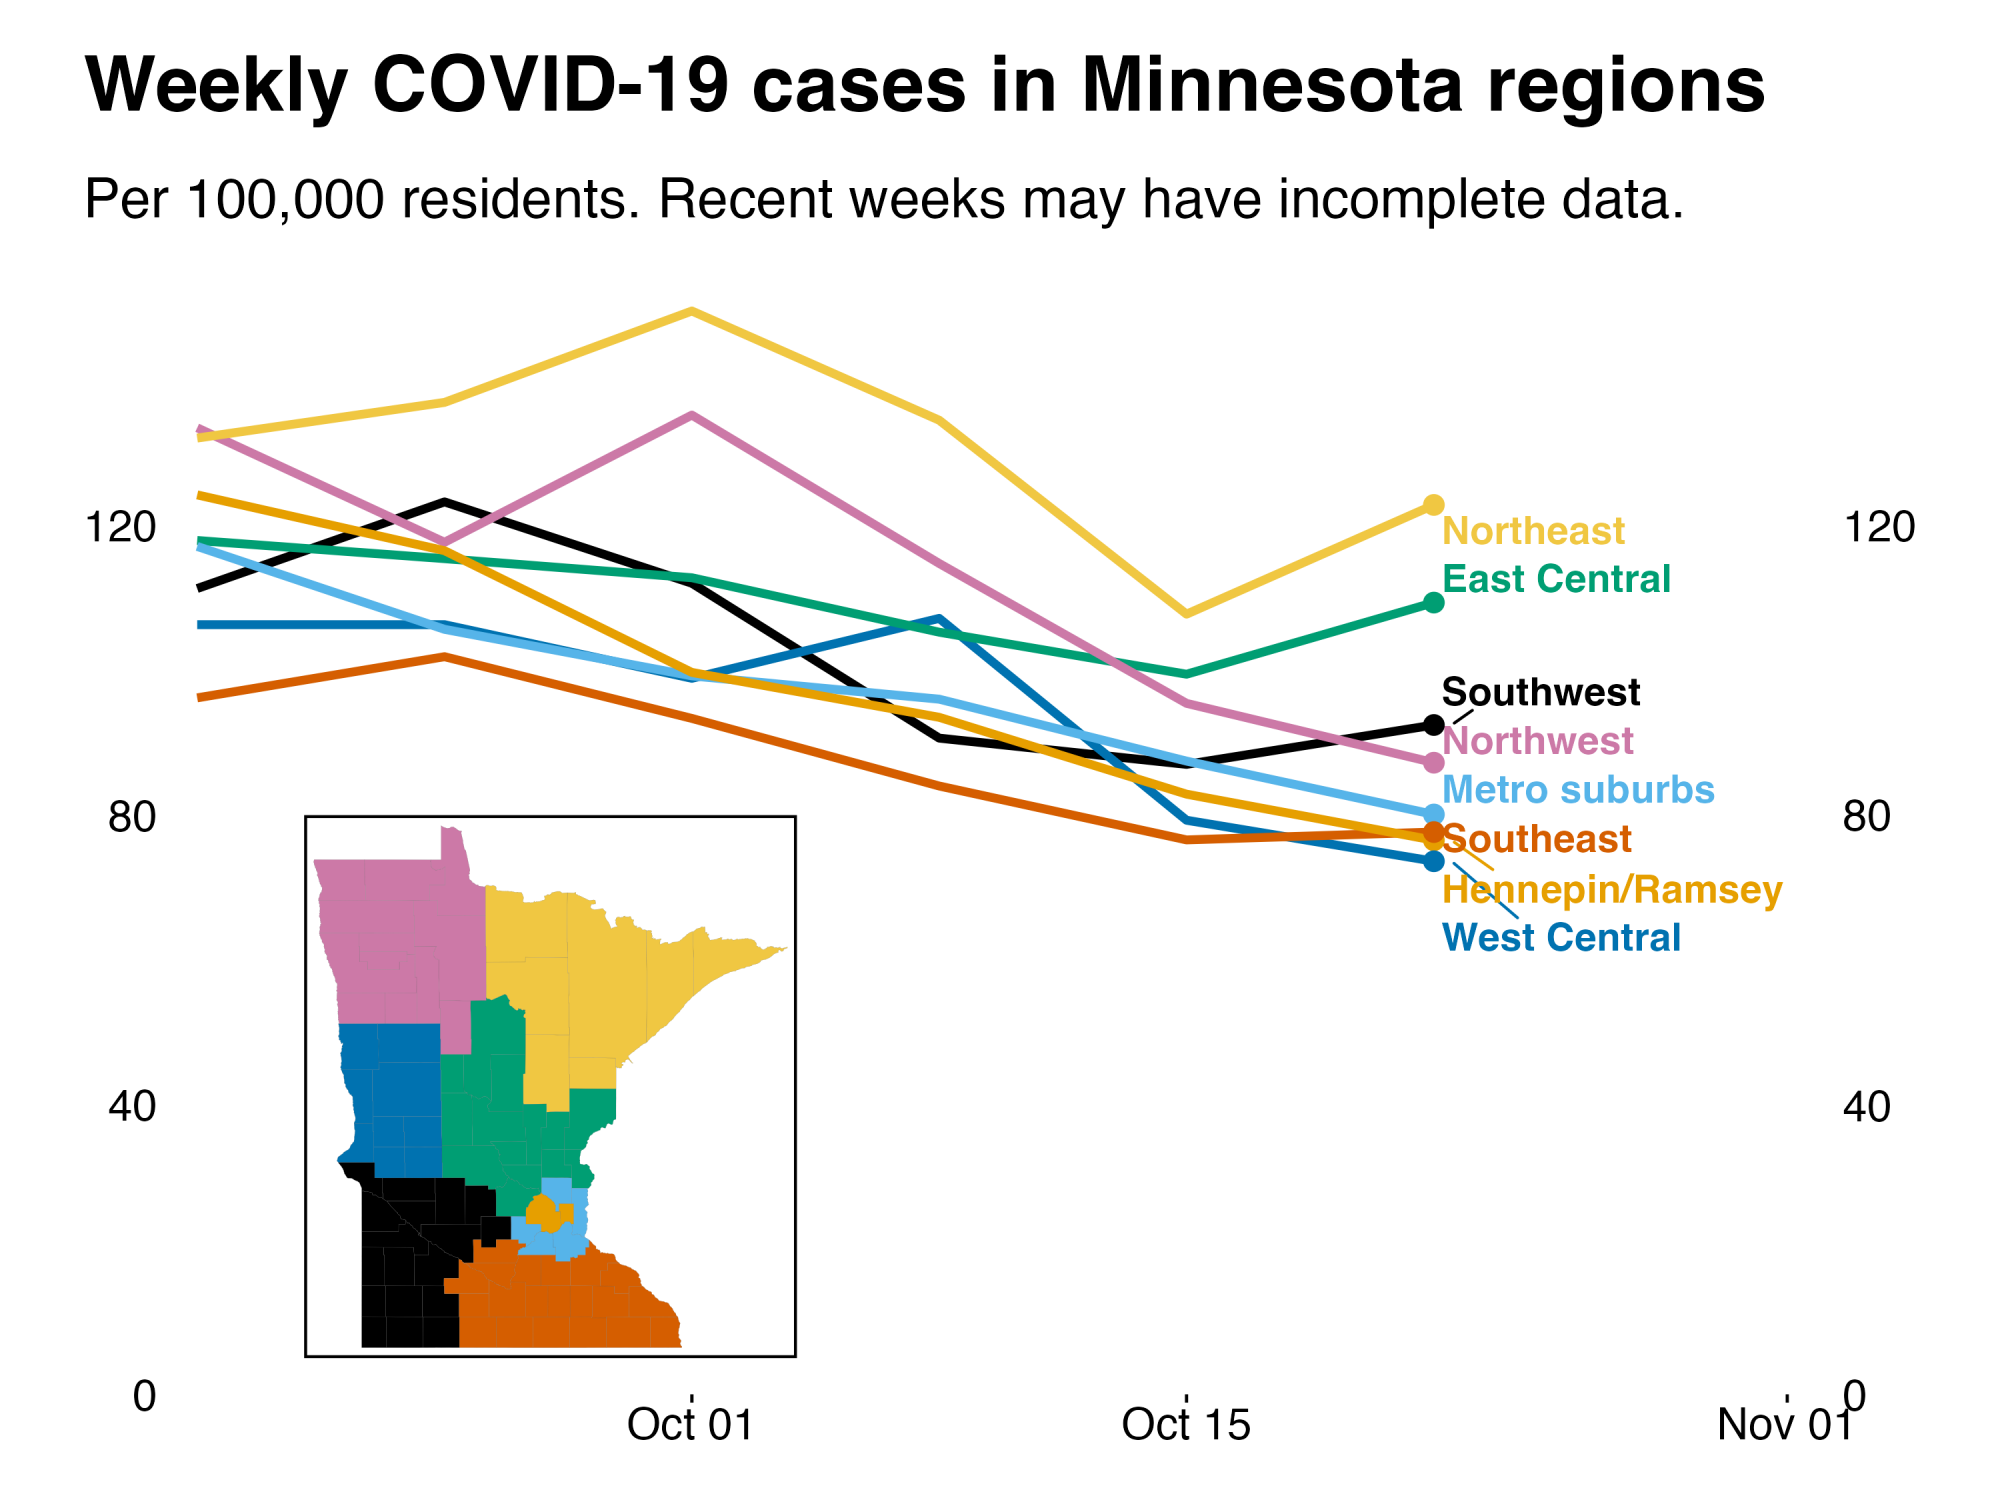 Weekly COVID-19 cases in Minnesota regions
Per 100,000 residents. Recent weeks may have incomplete data.
120
80
40
0
Northeast
East Central
Southwest
Northwest
Metro suburbs
Southeast
Hennepin/Ramsey
West Central
120
80
40
0
Oct 01
Oct 15
Nov 01